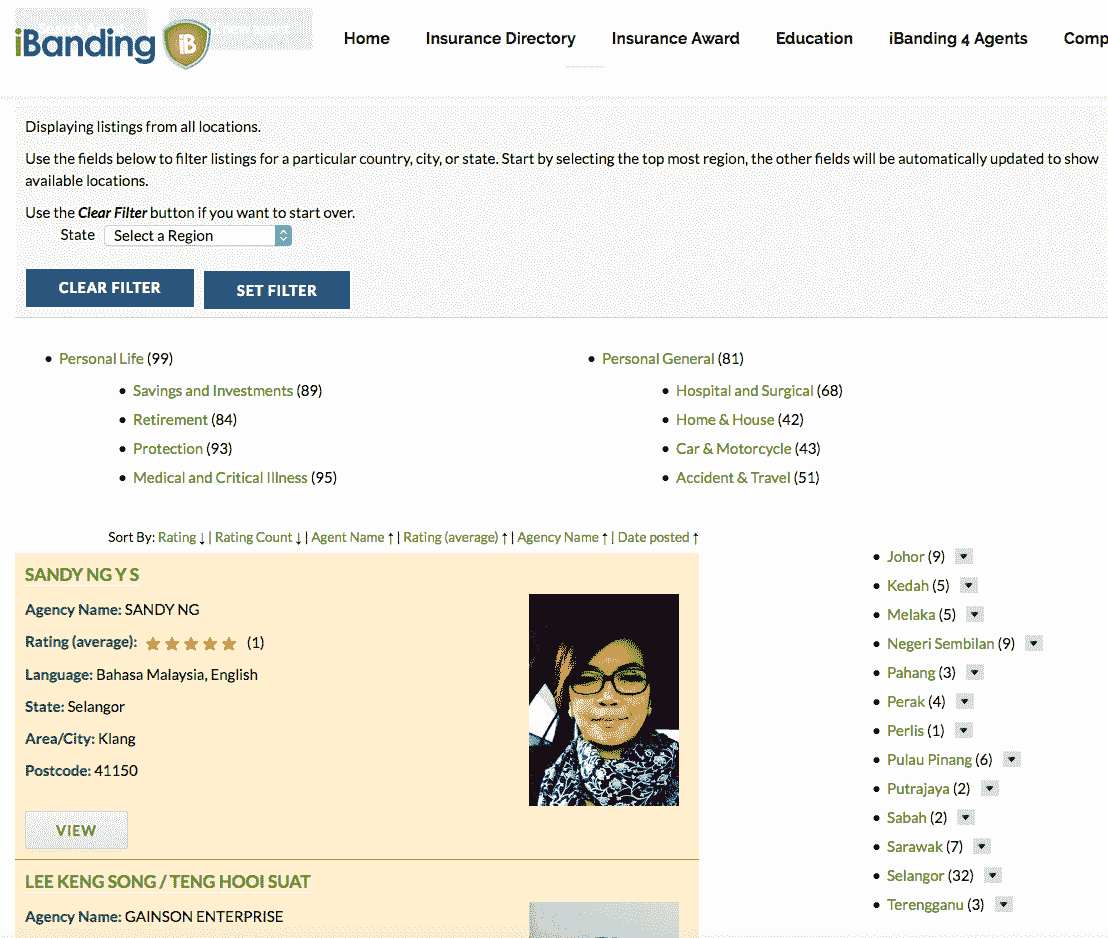 iBanding
iB
Home
Insurance Directory
Insurance Award
Education
iBanding 4 Agents
Comp
Displaying listings from all locations.
Use the fields below to filter listings for a particular country, city, or state. Start by selecting the top most region, the other fields will be automatically updated to show
available locations.
Use the Clear Filter button if you want to start over.
State Select a Region
CLEAR FILTER
SET FILTER
Personal Life (99)
Savings and Investments (89)
Retirement (84)
Protection (93)
Medical and Critical Illness (95)
Personal General (81)
Hospital and Surgical (68)
Home & House (42)
Car & Motorcycle (43)
Accident & Travel (51)
Sort By: Rating ↓ | Rating Count ↓ | Agent Name ↑ | Rating (average) ↑ | Agency Name ↑ | Date posted ↑
SANDY NG Y S
Agency Name: SANDY NG
Rating (average): ★ ★ ★ ★ ★ (1)
Language: Bahasa Malaysia, English
State: Selangor
Area/City: Klang
Postcode: 41150
VIEW
LEE KENG SONG / TENG HOOI SUAT
Agency Name: GAINSON ENTERPRISE
Johor (9)
Kedah (5)
Melaka (5)
Negeri Sembilan (9)
Pahang (3)
Perak (4)
Perlis (1)
Pulau Pinang (6)
Putrajaya (2)
Sabah (2)
Sarawak (7)
Selangor (32)
Terengganu (3)